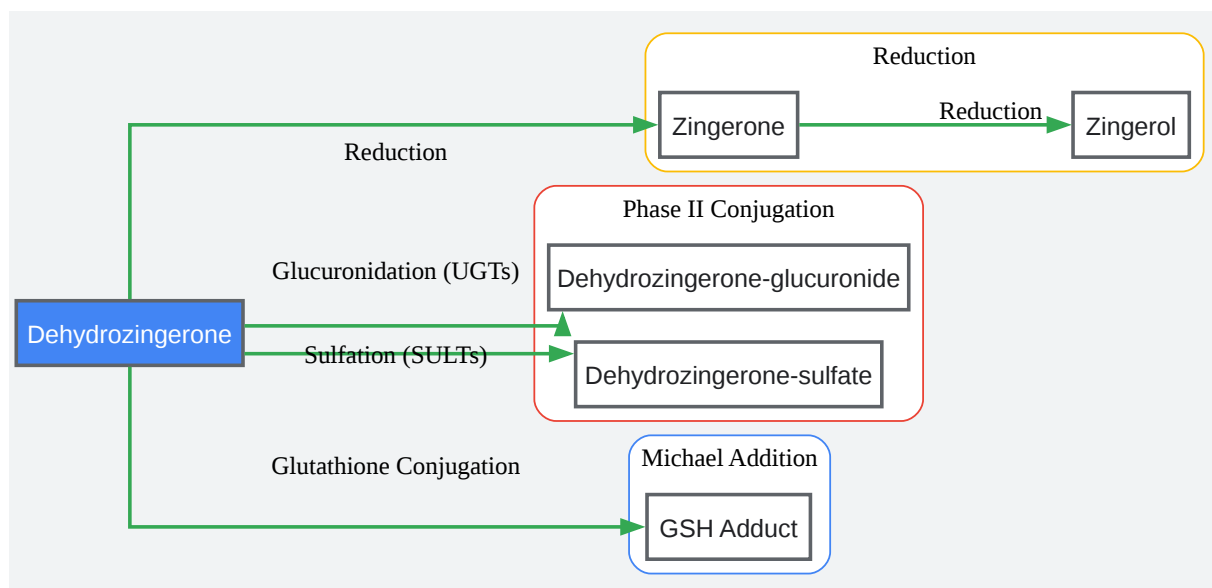 Reduction
Zingerone
Reduction
Zingerol
Reduction
Phase II Conjugation
Glucuronidation (UGTs)
Dehydrozingerone-glucuronide
Dehydrozingerone
Sulfation (SULTs)
Dehydrozingerone-sulfate
Michael Addition
Glutathione Conjugation
GSH Adduct